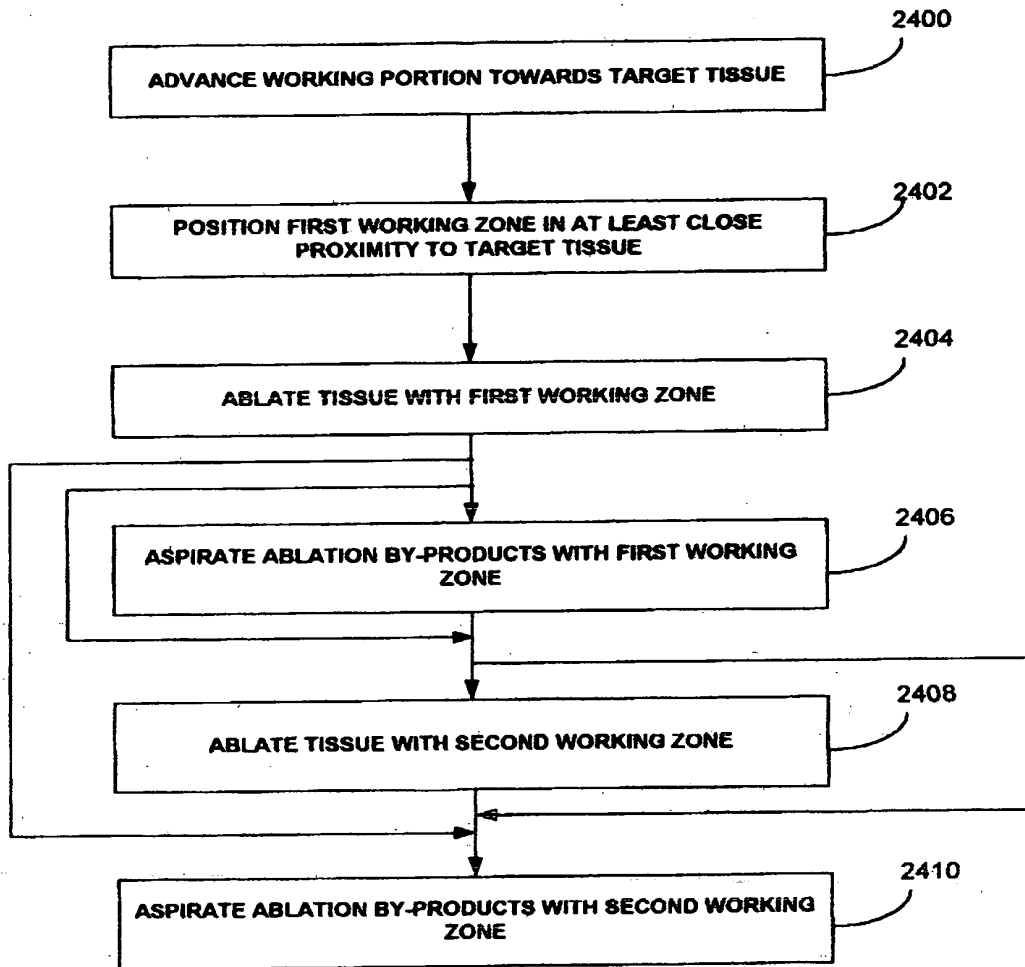 2400
ADVANCE WORKING PORTION TOWARDS TARGET TISSUE
2402
POSITION FIRST WORKING ZONE IN AT LEAST CLOSE
PROXIMITY TO TARGET TISSUE
2404
ABLATE TISSUE WITH FIRST WORKING ZONE
2406
ASPIRATE ABLATION BY-PRODUCTS WITH FIRST WORKING
ZONE
2408
ABLATE TISSUE WITH SECOND WORKING ZONE
2410
ASPIRATE ABLATION BY-PRODUCTS WITH SECOND WORKING
ZONE